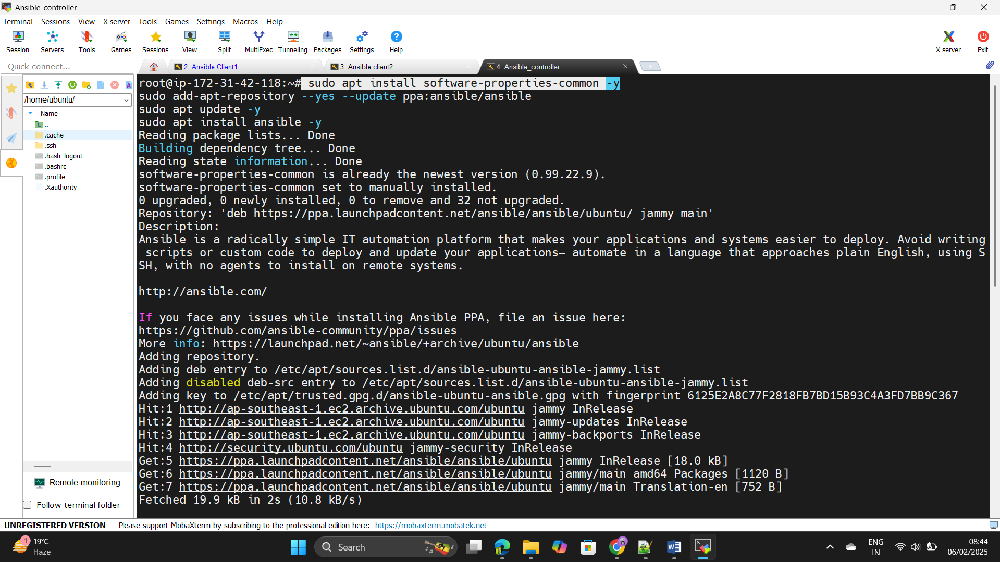 Ansible_controller
Terminal Sessions View X server Tools Games Settings Macros Help
Session Servers Tools Games Sessions View Split MultiExec Tunneling Packages Settings Help X server Exit
Quick connect...
2. Ansible Client1
3. Ansible client2
4. Ansible_controller
/home/ubuntu/
Name
..
.cache
.ssh
.bash_logout
.bashrc
.profile
.Xauthority
Remote monitoring
Follow terminal folder
root@ip-172-31-42-118:~# sudo apt install software-properties-common -y
sudo add-apt-repository --yes --update ppa:ansible/ansible
sudo apt update -y
sudo apt install ansible -y
Reading package lists... Done
Building dependency tree... Done
Reading state information... Done
software-properties-common is already the newest version (0.99.22.9).
software-properties-common set to manually installed.
0 upgraded, 0 newly installed, 0 to remove and 32 not upgraded.
Repository: 'deb https://ppa.launchpadcontent.net/ansible/ansible/ubuntu/ jammy main'
Description:
Ansible is a radically simple IT automation platform that makes your applications and systems easier to deploy. Avoid writing
scripts or custom code to deploy and update your applications— automate in a language that approaches plain English, using S
SH, with no agents to install on remote systems.
http://ansible.com/
If you face any issues while installing Ansible PPA, file an issue here:
https://github.com/ansible-community/ppa/issues
More info: https://launchpad.net/~ansible/+archive/ubuntu/ansible
Adding repository.
Adding deb entry to /etc/apt/sources.list.d/ansible-ubuntu-ansible-jammy.list
Adding disabled deb-src entry to /etc/apt/sources.list.d/ansible-ubuntu-ansible-jammy.list
Adding key to /etc/apt/trusted.gpg.d/ansible-ubuntu-ansible.gpg with fingerprint 6125E2A8C77F2818FB7BD15B93C4A3FD7BB9C367
Hit:1 http://ap-southeast-1.ec2.archive.ubuntu.com/ubuntu jammy InRelease
Hit:2 http://ap-southeast-1.ec2.archive.ubuntu.com/ubuntu jammy-updates InRelease
Hit:3 http://ap-southeast-1.ec2.archive.ubuntu.com/ubuntu jammy-backports InRelease
Hit:4 http://security.ubuntu.com/ubuntu jammy-security InRelease
Get:5 https://ppa.launchpadcontent.net/ansible/ansible/ubuntu jammy InRelease [18.0 kB]
Get:6 https://ppa.launchpadcontent.net/ansible/ansible/ubuntu jammy/main amd64 Packages [1120 B]
Get:7 https://ppa.launchpadcontent.net/ansible/ansible/ubuntu jammy/main Translation-en [752 B]
Fetched 19.9 kB in 2s (10.8 kB/s)
UNREGISTERED VERSION - Please support MobaXterm by subscribing to the professional edition here: https://mobaxterm.mobatek.net
1
19°C
Haze
Search
ENG
IN
08:44
06/02/2025